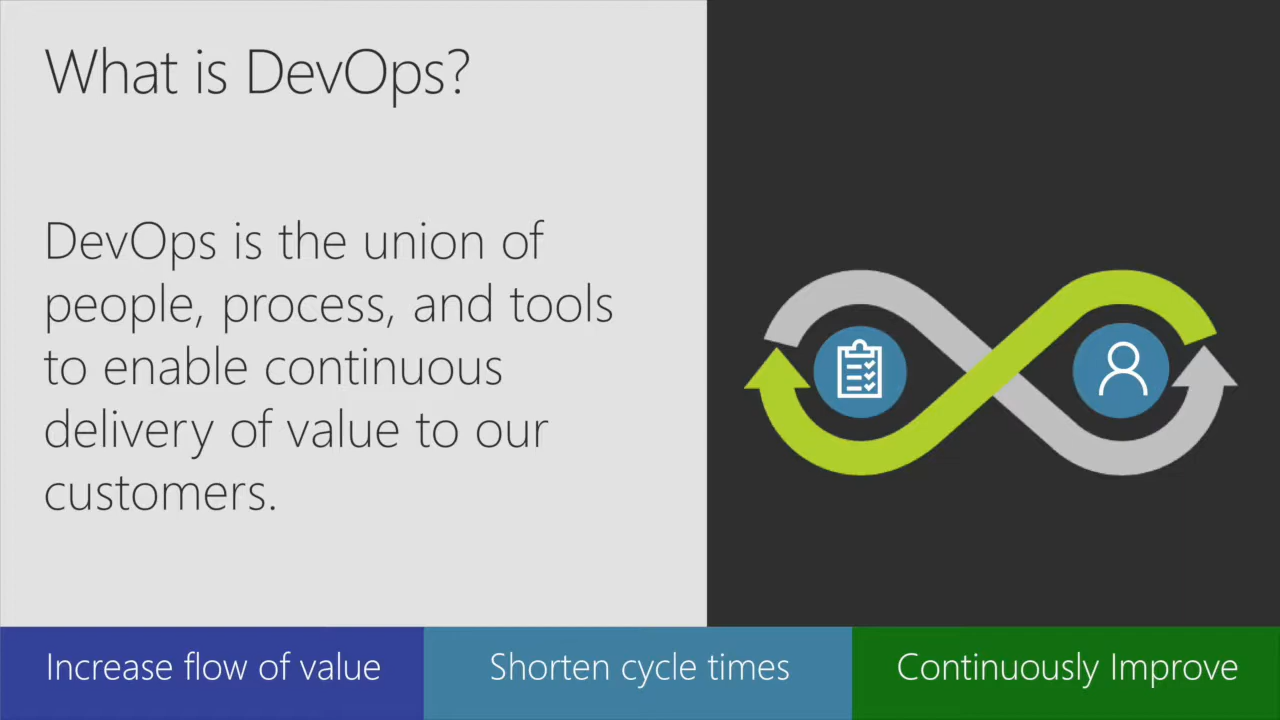 What is DevOps?
DevOps is the union of
people, process, and tools
to enable continuous
delivery of value to our
customers.
Increase flow of value
Shorten cycle times
Continuously Improve